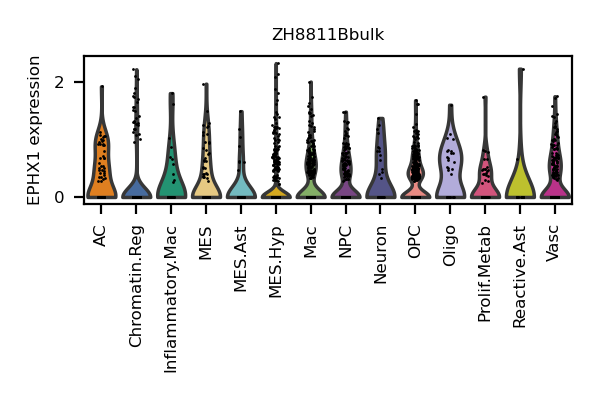 ZH8811Bbulk
EPHX1 expression
2
0
AC
Chromatin.Reg
Inflammatory.Mac
MES
MES.Ast
MES.Hyp
Mac
NPC
Neuron
OPC
Oligo
Prolif.Metab
Reactive.Ast
Vasc